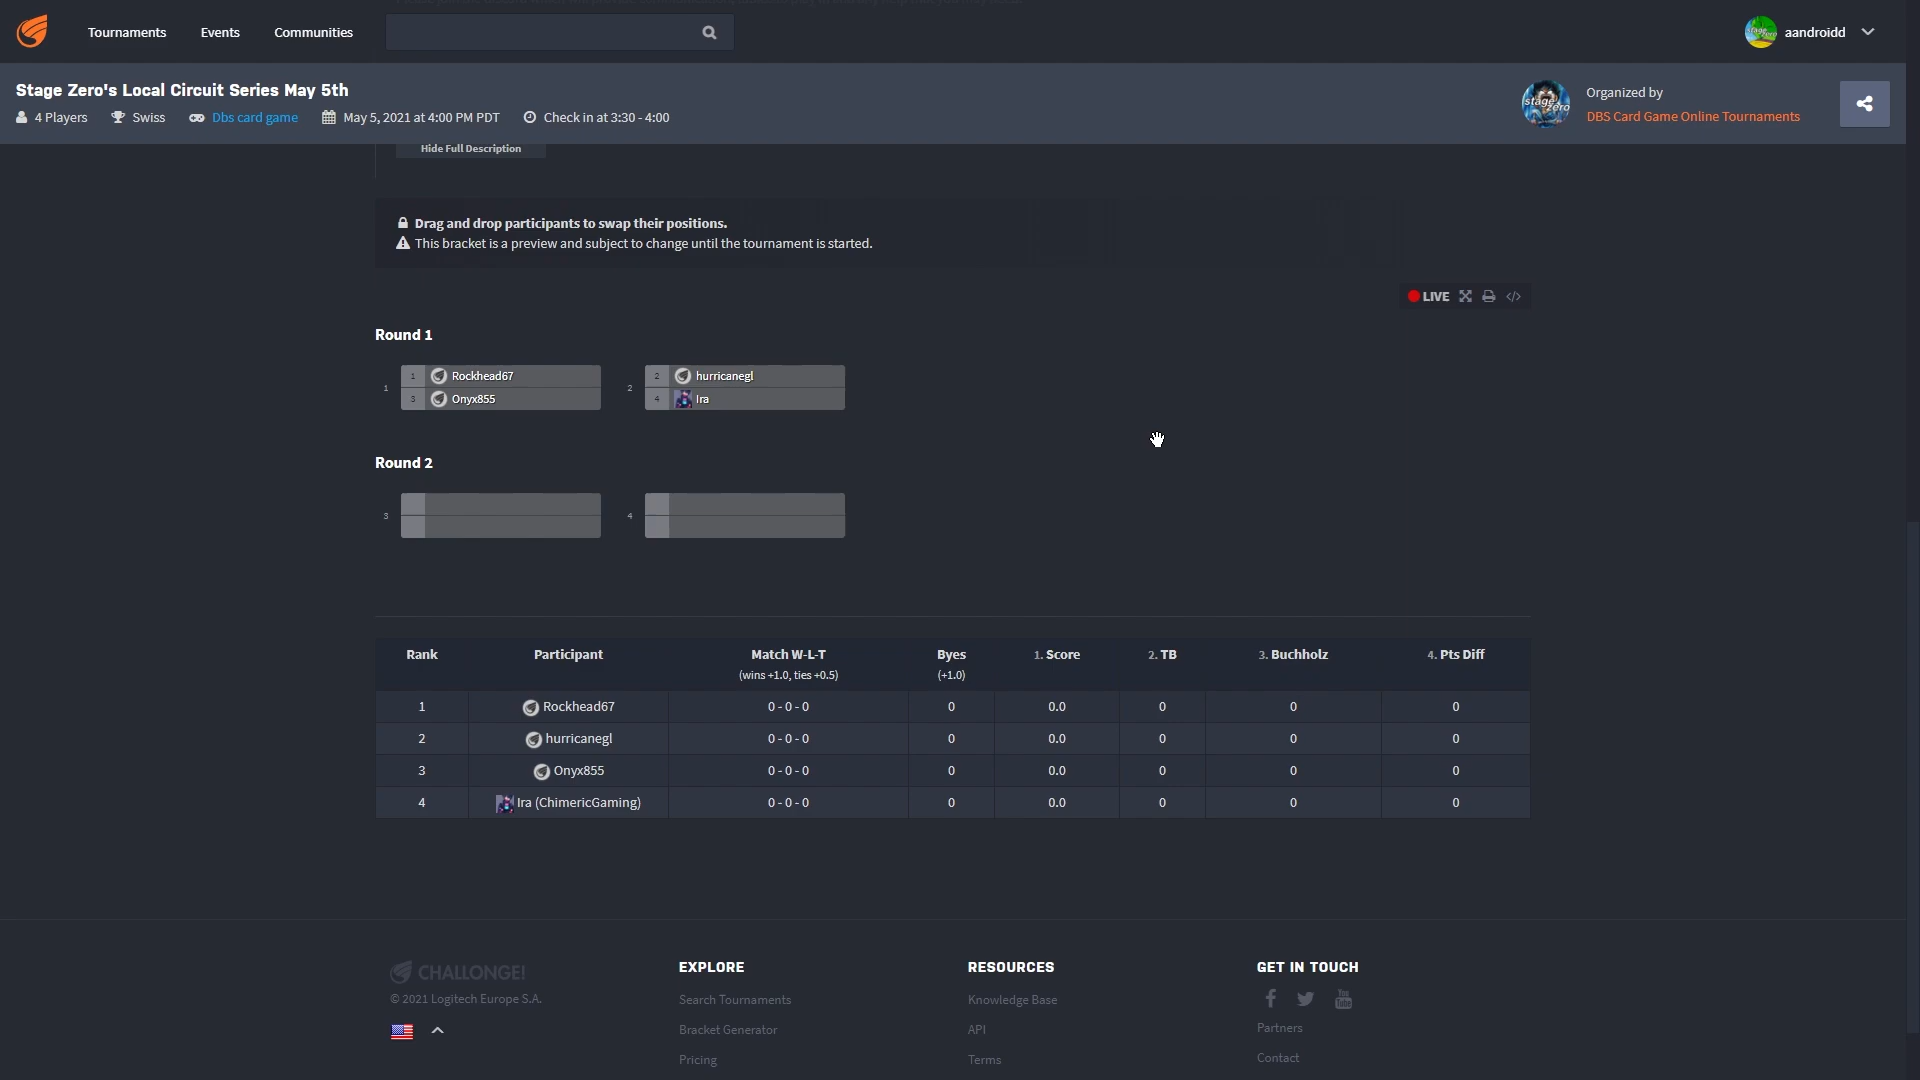 Tournaments Events Communities
aandroidd
Stage Zero's Local Circuit Series May 5th
4 Players Swiss Dbs card game May 5, 2021 at 4:00 PM PDT Check in at 3:30 - 4:00
stage zero
Organized by
DBS Card Game Online Tournaments
Hide Full Description
Drag and drop participants to swap their positions.
This bracket is a preview and subject to change until the tournament is started.
LIVE
Round 1
1 1 Rockhead67
3 Onyx855
2 2 hurricanegl
4 Ira
Round 2
3 4
Rank Participant Match W-L-T Byes 1. Score 2. TB 3. Buchholz 4. Pts Diff
(wins +1.0, ties +0.5) (+1.0)
1 Rockhead67 0 - 0 - 0 0 0.0 0 0 0
2 hurricanegl 0 - 0 - 0 0 0.0 0 0 0
3 Onyx855 0 - 0 - 0 0 0.0 0 0 0
4 Ira (ChimericGaming) 0 - 0 - 0 0 0.0 0 0 0
CHALLONGE!
© 2021 Logitech Europe S.A.
EXPLORE
Search Tournaments
Bracket Generator
Pricing
RESOURCES
Knowledge Base
API
Terms
GET IN TOUCH
You Tube
Partners
Contact